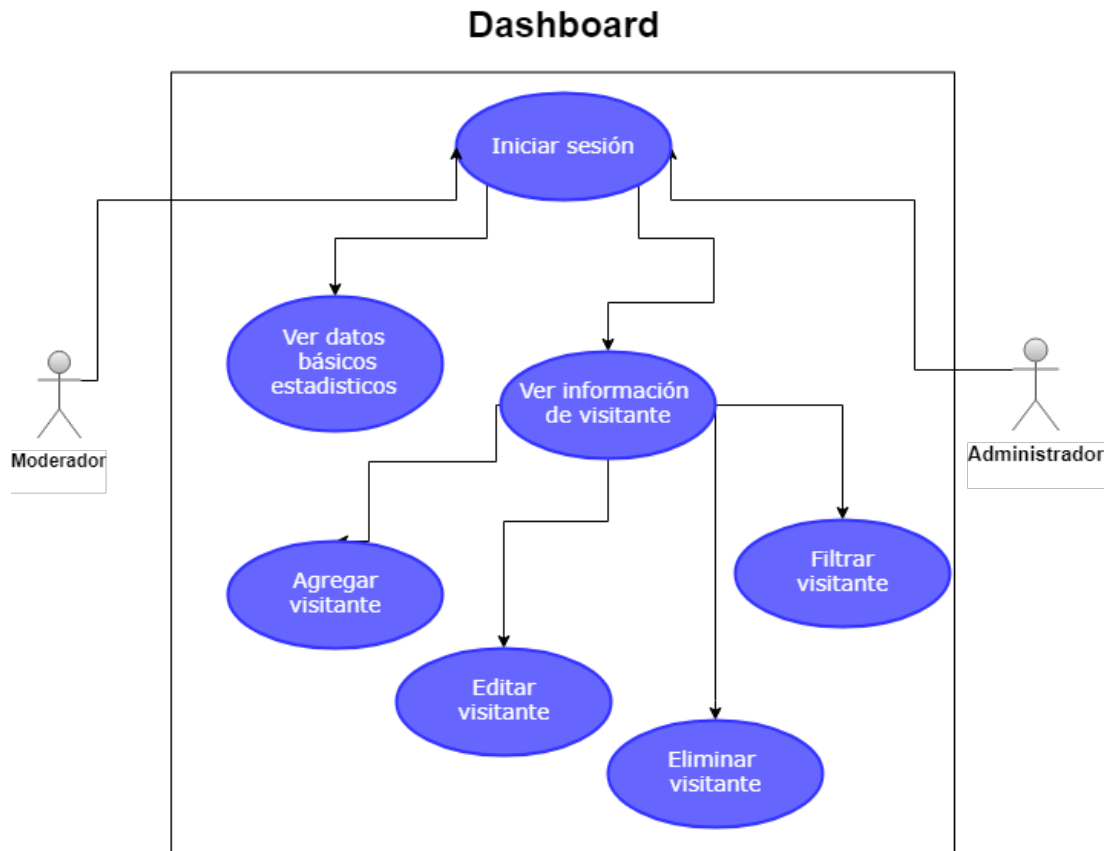 Dashboard
Iniciar sesión
Ver datos
básicos
estadisticos
Ver información
de visitante
Moderador
Administrador
Filtrar
visitante
Agregar
visitante
Editar
visitante
Eliminar
visitante